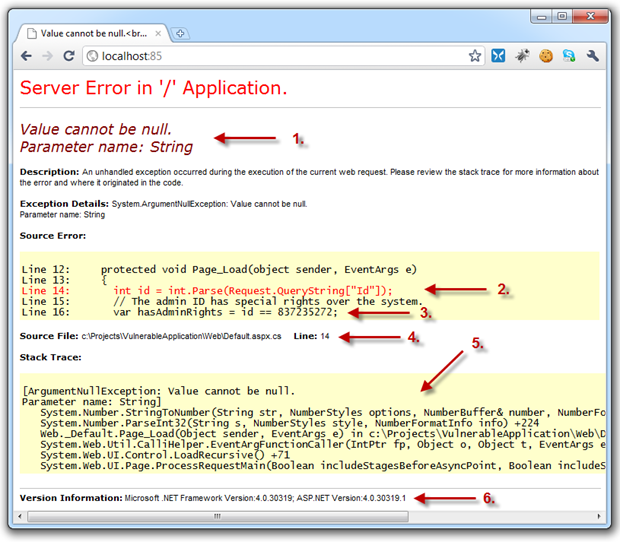 Value cannot be null.<br...
localhost:85
Server Error in '/' Application.
Value cannot be null.
Parameter name: String
1.
Description: An unhandled exception occurred during the execution of the current web request. Please review the stack trace for more information about
the error and where it originated in the code.
Exception Details: System.ArgumentNullException: Value cannot be null.
Parameter name: String
Source Error:
Line 12:     protected void Page_Load(object sender, EventArgs e)
Line 13:     {
Line 14:       int id = int.Parse(Request.QueryString["Id"]);
2.
Line 15:       // The admin ID has special rights over the system.
Line 16:       var hasAdminRights = id == 837235272;
3.
Source File: c:\Projects\VulnerableApplication\Web\Default.aspx.cs    Line: 14
4.
Stack Trace:
5.
[ArgumentNullException: Value cannot be null.
Parameter name: String]
   System.Number.StringToNumber(String str, NumberStyles options, NumberBuffer& number, NumberFo
   System.Number.ParseInt32(String s, NumberStyles style, NumberFormatInfo info) +224
   Web._Default.Page_Load(Object sender, EventArgs e) in c:\Projects\VulnerableApplication\Web\D
   System.Web.Util.CalliHelper.EventArgFunctionCaller(IntPtr fp, Object o, Object t, EventArgs e
   System.Web.UI.Control.LoadRecursive() +71
   System.Web.UI.Page.ProcessRequestMain(Boolean includeStagesBeforeAsyncPoint, Boolean includeS
Version Information: Microsoft .NET Framework Version:4.0.30319; ASP.NET Version:4.0.30319.1
6.